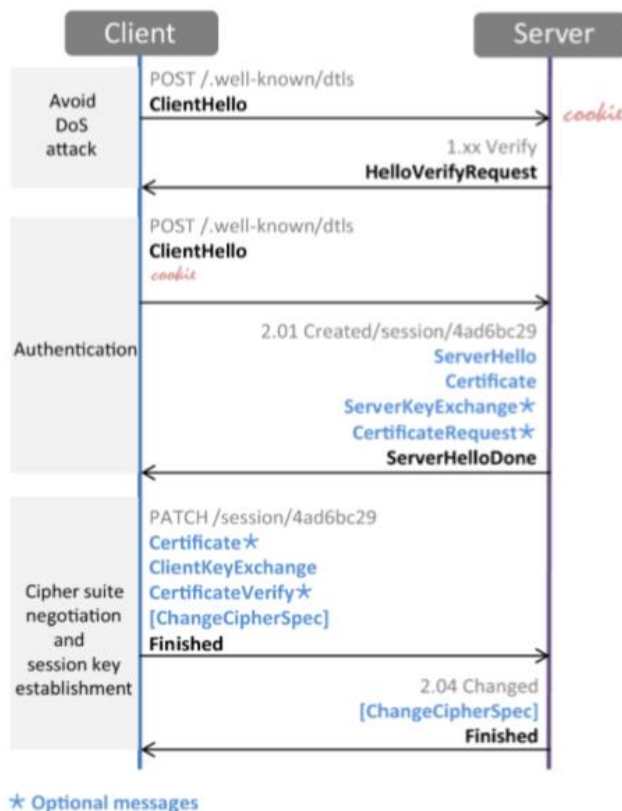 Client
Server
Avoid
DoS
attack
POST /.well-known/dtls
ClientHello
cookie
1.xx Verify
HelloVerifyRequest
Authentication
POST /.well-known/dtls
ClientHello
cookie
2.01 Created/session/4ad6bc29
ServerHello
Certificate
ServerKeyExchange*
CertificateRequest*
ServerHelloDone
Cipher suite
negotiation
and
session key
establishment
PATCH /session/4ad6bc29
Certificate*
ClientKeyExchange
CertificateVerify*
[ChangeCipherSpec]
Finished
2.04 Changed
[ChangeCipherSpec]
Finished
* Optional messages